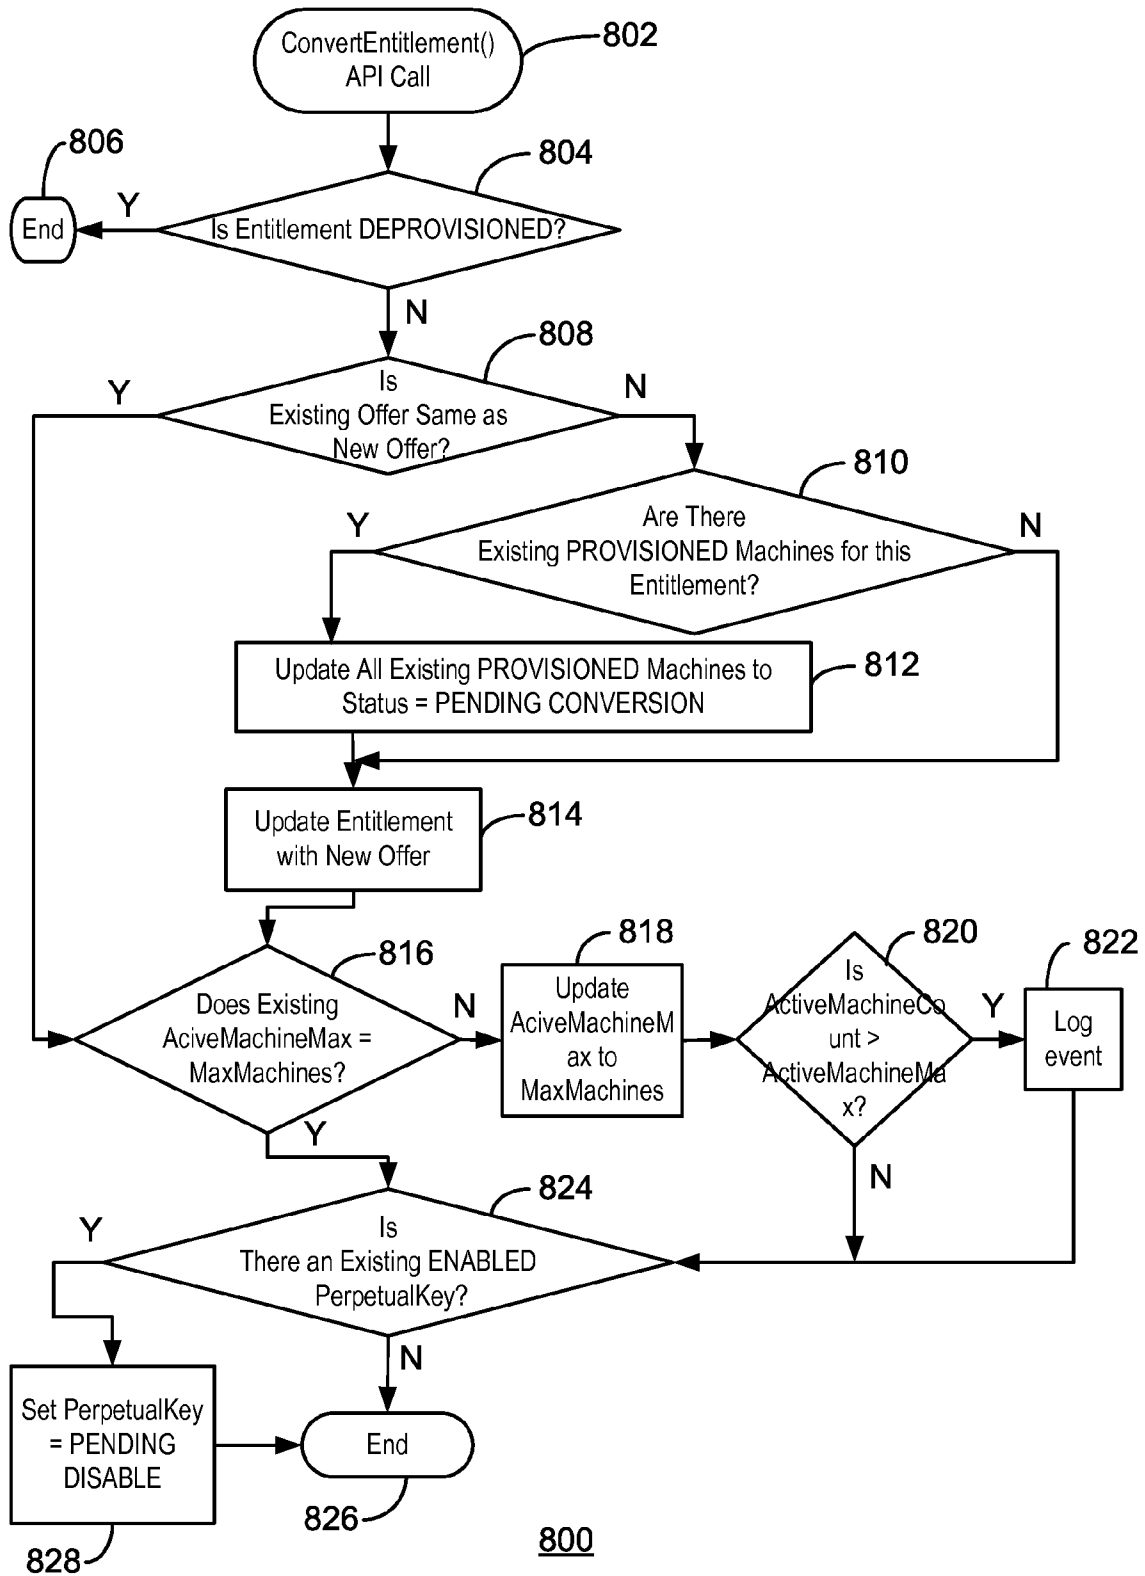 ConvertEntitlement()
API Call
802
806
804
Y
End
Is Entitlement DEPROVISIONED?
N
808
Y
Is
Existing Offer Same as
New Offer?
N
810
Y
Are There
Existing PROVISIONED Machines for this
Entitlement?
N
Update All Existing PROVISIONED Machines to
Status = PENDING CONVERSION
812
Update Entitlement
with New Offer
814
816
Does Existing
AciveMachineMax =
MaxMachines?
N
818
Update
AciveMachineM
ax to
MaxMachines
820
Is
ActiveMachineCo
unt >
ActiveMachineMa
x?
Y
822
Log
event
Y
N
824
Y
Is
There an Existing ENABLED
PerpetualKey?
N
Set PerpetualKey
= PENDING
DISABLE
End
826
828
800